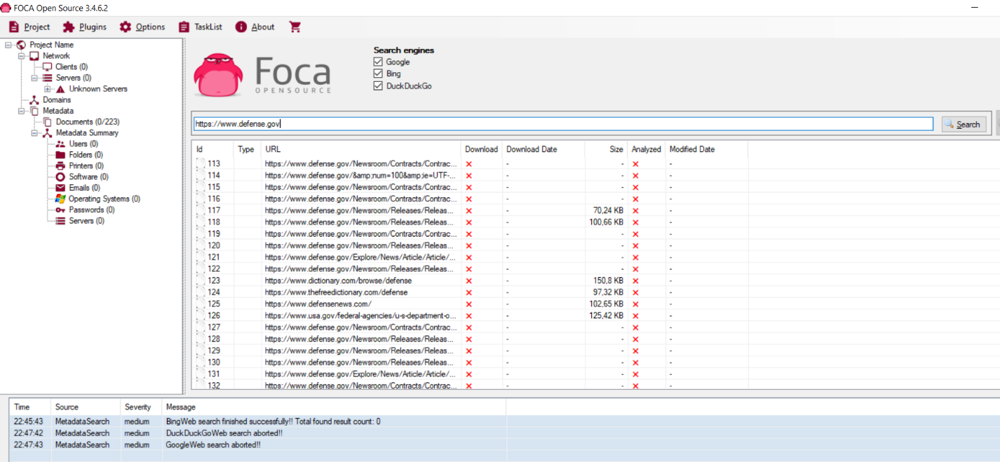 FOCA Open Source 3.4.6.2
Project Plugins Options TaskList About
Project Name
Network
Clients (0)
Servers (0)
Unknown Servers
Domains
Metadata
Documents (0/223)
Metadata Summary
Users (0)
Folders (0)
Printers (0)
Software (0)
Emails (0)
Operating Systems (0)
Passwords (0)
Servers (0)
Foca
OPENSOURCE
Search engines
Google
Bing
DuckDuckGo
https://www.defense.gov
Search
Id Type URL Download Download Date Size Analyzed Modified Date
113 https://www.defense.gov/Newsroom/Contracts/Contrac... - - -
114 https://www.defense.gov/&amp;num=100&amp;ie=UTF-... - - -
115 https://www.defense.gov/Newsroom/Contracts/Contrac... - - -
116 https://www.defense.gov/Newsroom/Contracts/Contrac... - - -
117 https://www.defense.gov/Newsroom/Releases/Releas... - 70,24 KB -
118 https://www.defense.gov/Newsroom/Releases/Releas... - 100,66 KB -
119 https://www.defense.gov/Newsroom/Contracts/Contrac... - - -
120 https://www.defense.gov/Newsroom/Releases/Releas... - - -
121 https://www.defense.gov/Explore/News/Article/Article/... - - -
122 https://www.defense.gov/Newsroom/Releases/Releas... - - -
123 https://www.dictionary.com/browse/defense - 150,8 KB -
124 https://www.thefreedictionary.com/defense - 97,32 KB -
125 https://www.defensenews.com/ - 102,65 KB -
126 https://www.usa.gov/federal-agencies/u-s-department-o... - 125,42 KB -
127 https://www.defense.gov/Newsroom/Contracts/Contrac... - - -
128 https://www.defense.gov/Newsroom/Releases/Releas... - - -
129 https://www.defense.gov/Newsroom/Releases/Releas... - - -
130 https://www.defense.gov/Newsroom/Releases/Releas... - - -
131 https://www.defense.gov/Explore/News/Article/Article/... - - -
132 https://www.defense.gov/Newsroom/Contracts/Contrac... - - -
Time Source Severity Message
22:45:43 MetadataSearch medium BingWeb search finished successfully!! Total found result count: 0
22:47:42 MetadataSearch medium DuckDuckGoWeb search aborted!!
22:47:43 MetadataSearch medium GoogleWeb search aborted!!